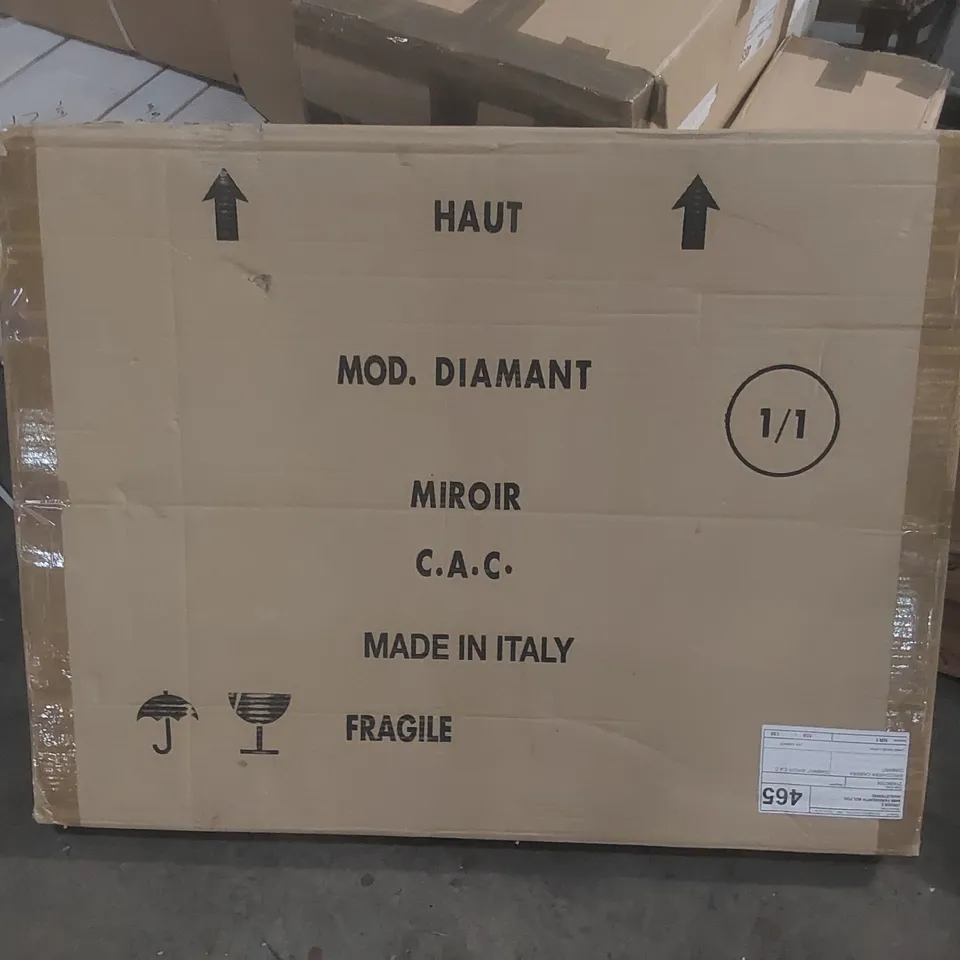 HAUT
MOD. DIAMANT
1/1
MIROIR
C.A.C.
MADE IN ITALY
FRAGILE
465